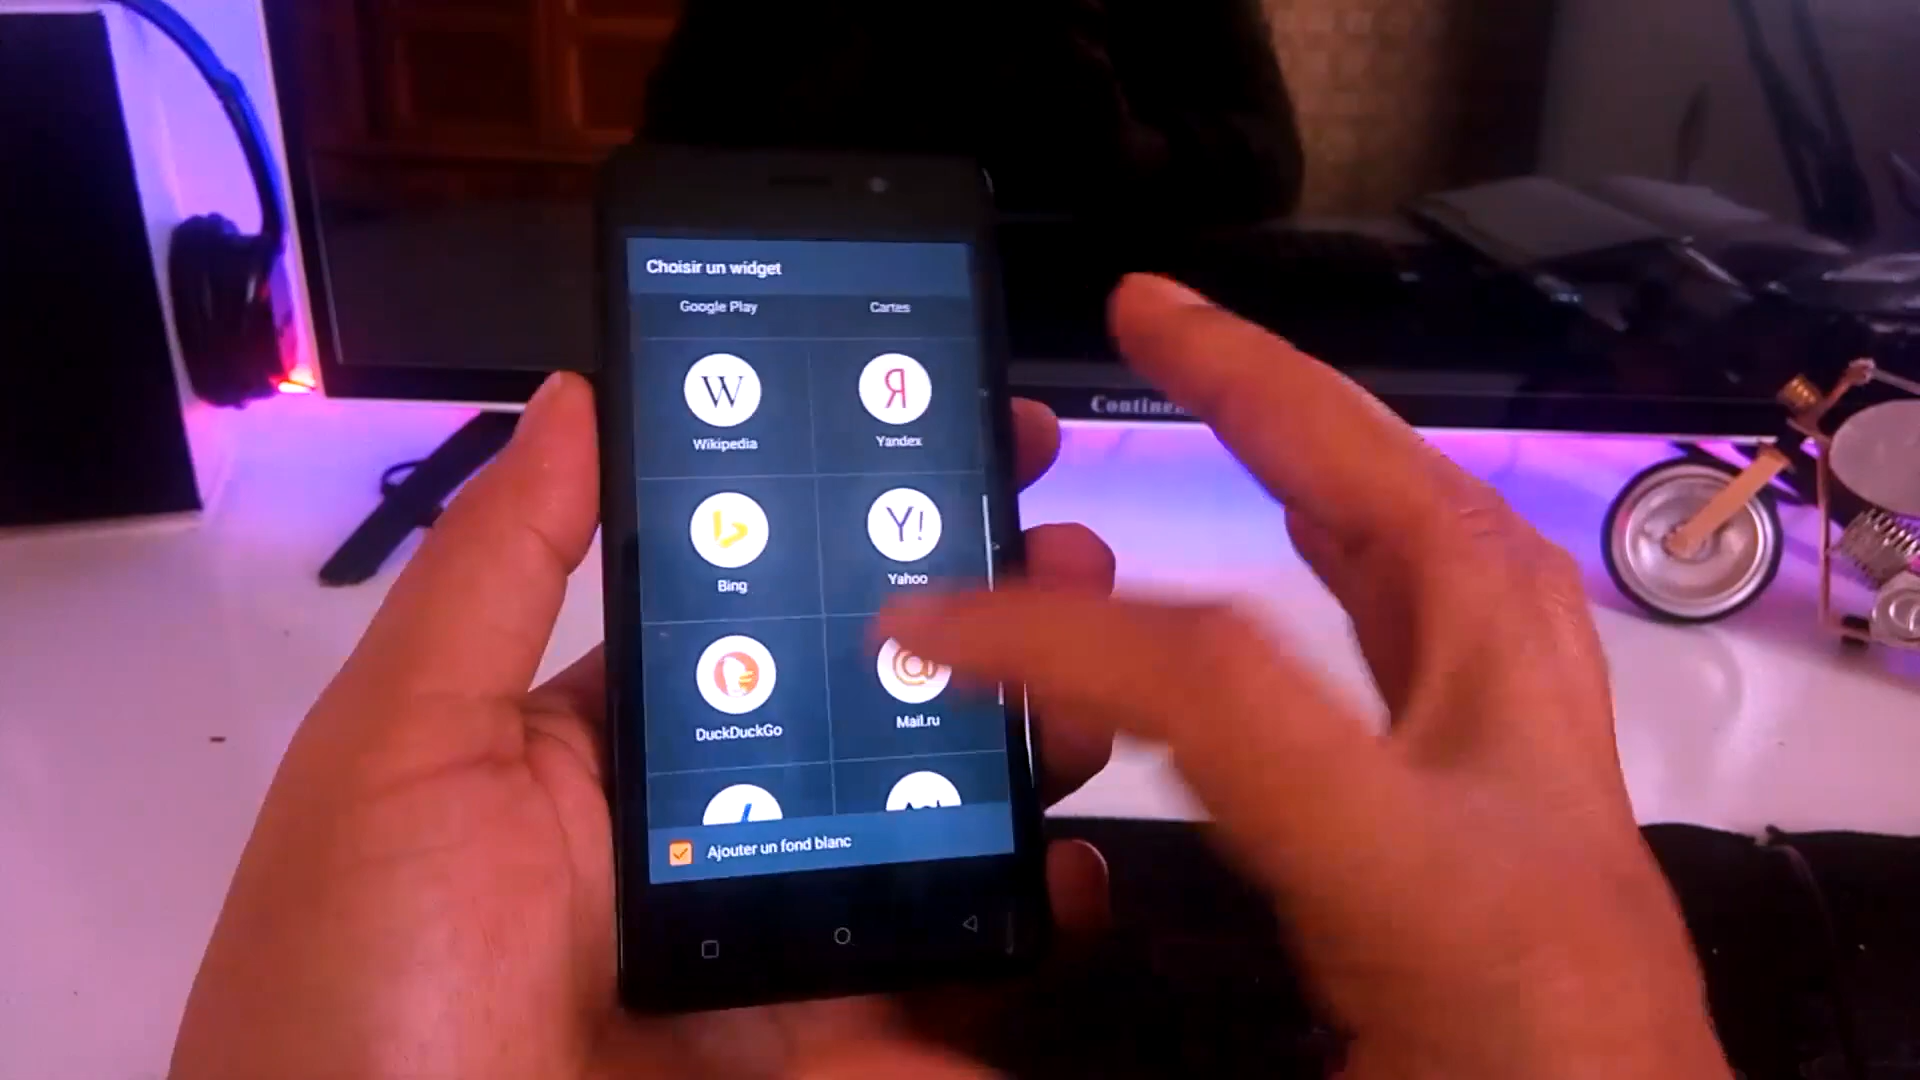 Choisir un widget
Google Play
Cartes
W
Я
Wikipedia
Yandex
Y!
Bing
Yahoo
@
DuckDuckGo
Mail.ru
Ajouter un fond blanc